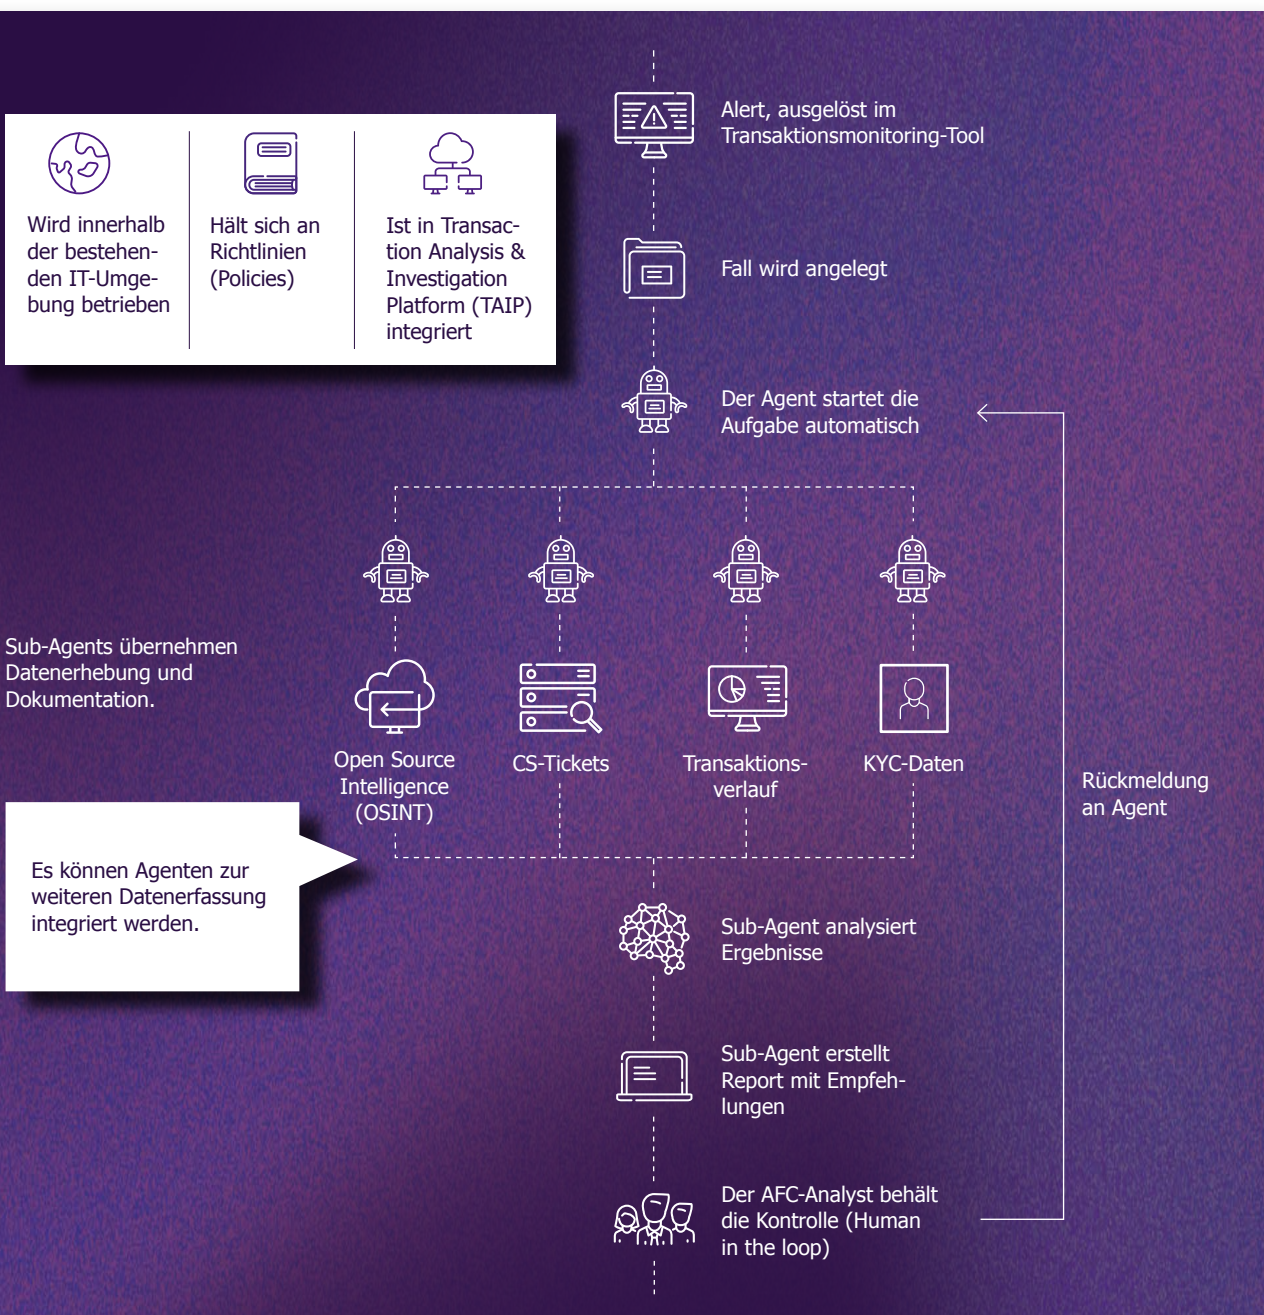 Alert, ausgelöst im
Transaktionsmonitoring-Tool
Wird innerhalb
der bestehen-
den IT-Umge-
bung betrieben
Hält sich an
Richtlinien
(Policies)
Ist in Transac-
tion Analysis &
Investigation
Platform (TAIP)
integriert
Fall wird angelegt
Der Agent startet die
Aufgabe automatisch
Sub-Agents übernehmen
Datenerhebung und
Dokumentation.
Open Source
Intelligence
(OSINT)
CS-Tickets
Transaktions-
verlauf
KYC-Daten
Rückmeldung
an Agent
Es können Agenten zur
weiteren Datenerfassung
integriert werden.
Sub-Agent analysiert
Ergebnisse
Sub-Agent erstellt
Report mit Empfeh-
lungen
Der AFC-Analyst behält
die Kontrolle (Human
in the loop)